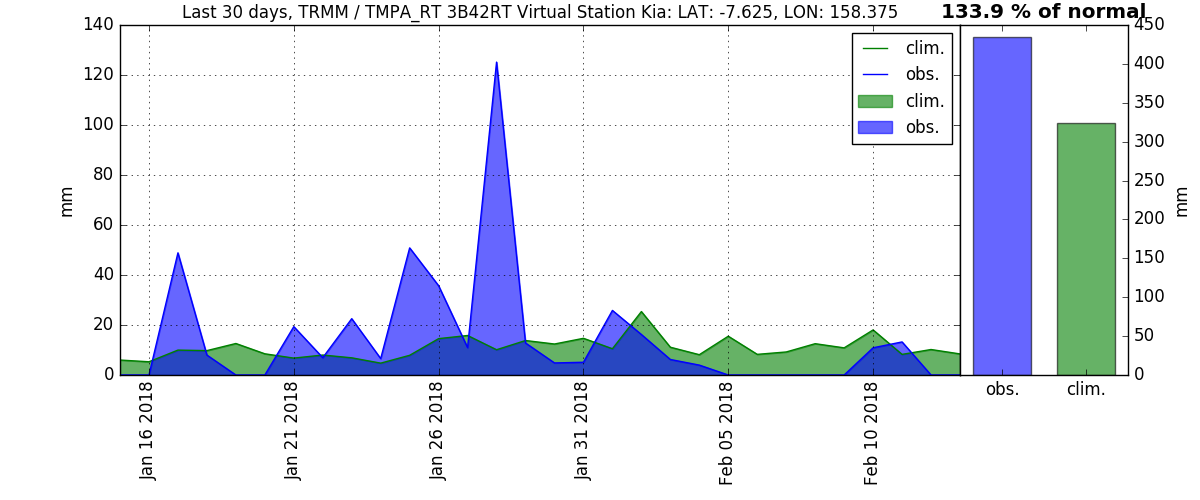 Last 30 days, TRMM / TMPA_RT 3B42RT Virtual Station Kia: LAT: -7.625, LON: 158.375
133.9 % of normal
140
120
100
80
60
40
20
0
mm
clim.
obs.
clim.
obs.
Jan 16 2018
Jan 21 2018
Jan 26 2018
Jan 31 2018
Feb 05 2018
Feb 10 2018
450
400
350
300
250
200
150
100
50
0
mm
obs.
clim.